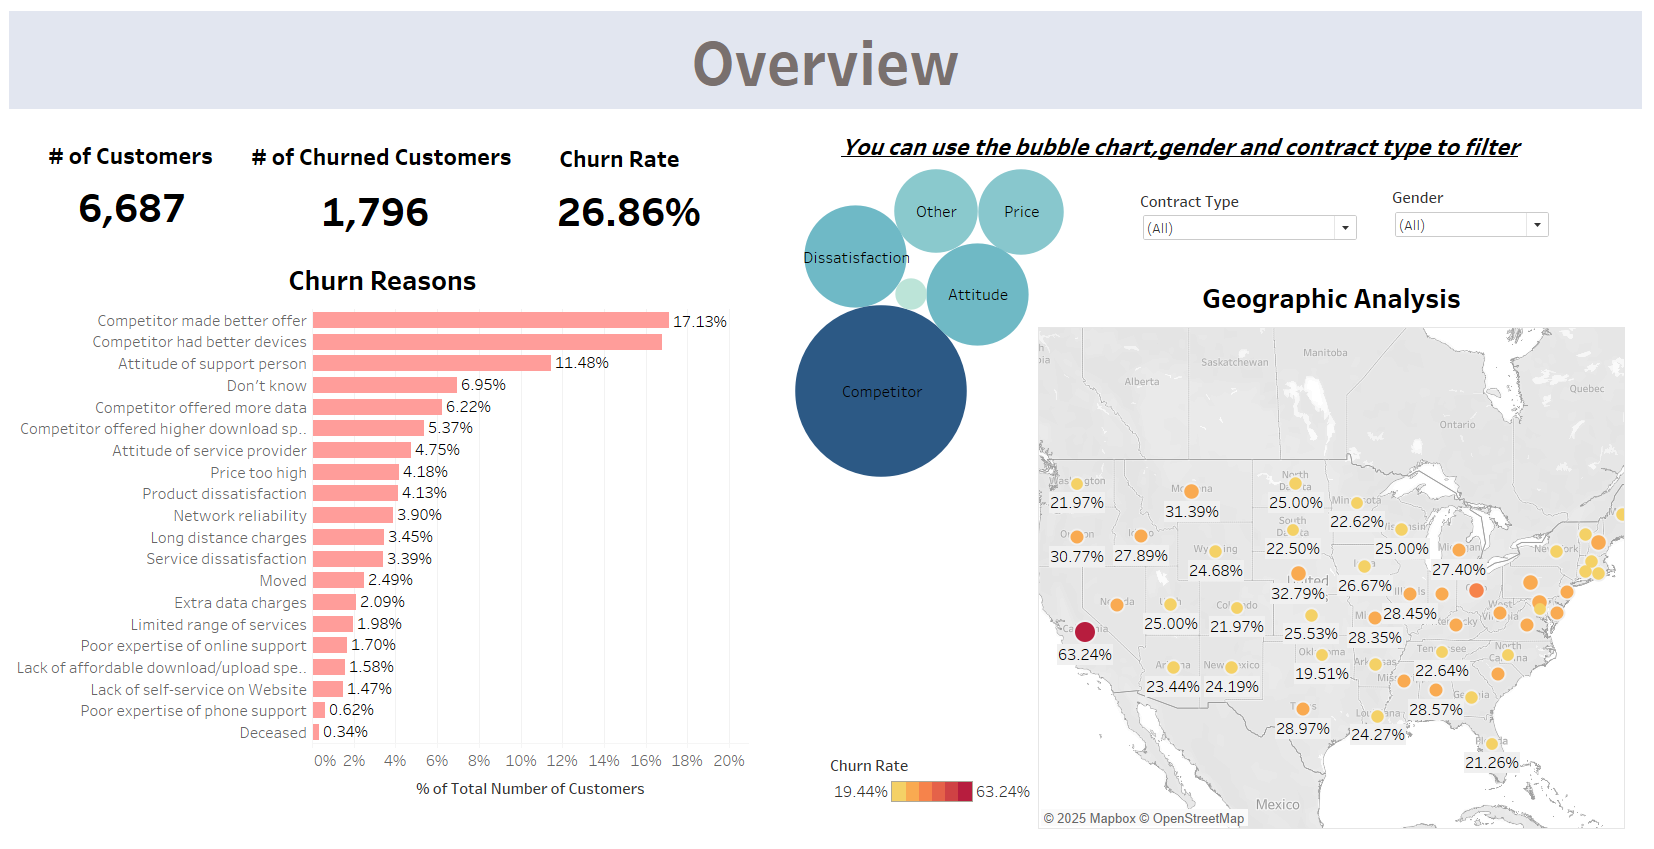 Overview
# of Customers
6,687
# of Churned Customers
1,796
Churn Rate
26.86%
You can use the bubble chart,gender and contract type to filter
Contract Type
(All)
Gender
(All)
Churn Reasons
Competitor made better offer 17.13%
Competitor had better devices
Attitude of support person 11.48%
Don't know 6.95%
Competitor offered more data 6.22%
Competitor offered higher download sp.. 5.37%
Attitude of service provider 4.75%
Price too high 4.18%
Product dissatisfaction 4.13%
Network reliability 3.90%
Long distance charges 3.45%
Service dissatisfaction 3.39%
Moved 2.49%
Extra data charges 2.09%
Limited range of services 1.98%
Poor expertise of online support 1.70%
Lack of affordable download/upload spe.. 1.58%
Lack of self-service on Website 1.47%
Poor expertise of phone support 0.62%
Deceased 0.34%
0% 2% 4% 6% 8% 10% 12% 14% 16% 18% 20%
% of Total Number of Customers
Other
Price
Dissatisfaction
Attitude
Competitor
Geographic Analysis
Manitoba
Saskatchewan
Alberta
Quebec
Ontario
North
21.97%
31.39%
25.00%
22.62%
South
30.77%
27.89%
24.68%
22.50%
25.00%
27.40%
United
32.79%
26.67%
28.45%
West
25.00%
21.97%
25.53%
28.35%
63.24%
North
23.44%
24.19%
19.51%
22.64%
28.97%
24.27%
28.57%
21.26%
Mexico
© 2025 Mapbox © OpenStreetMap
Churn Rate
19.44% 63.24%